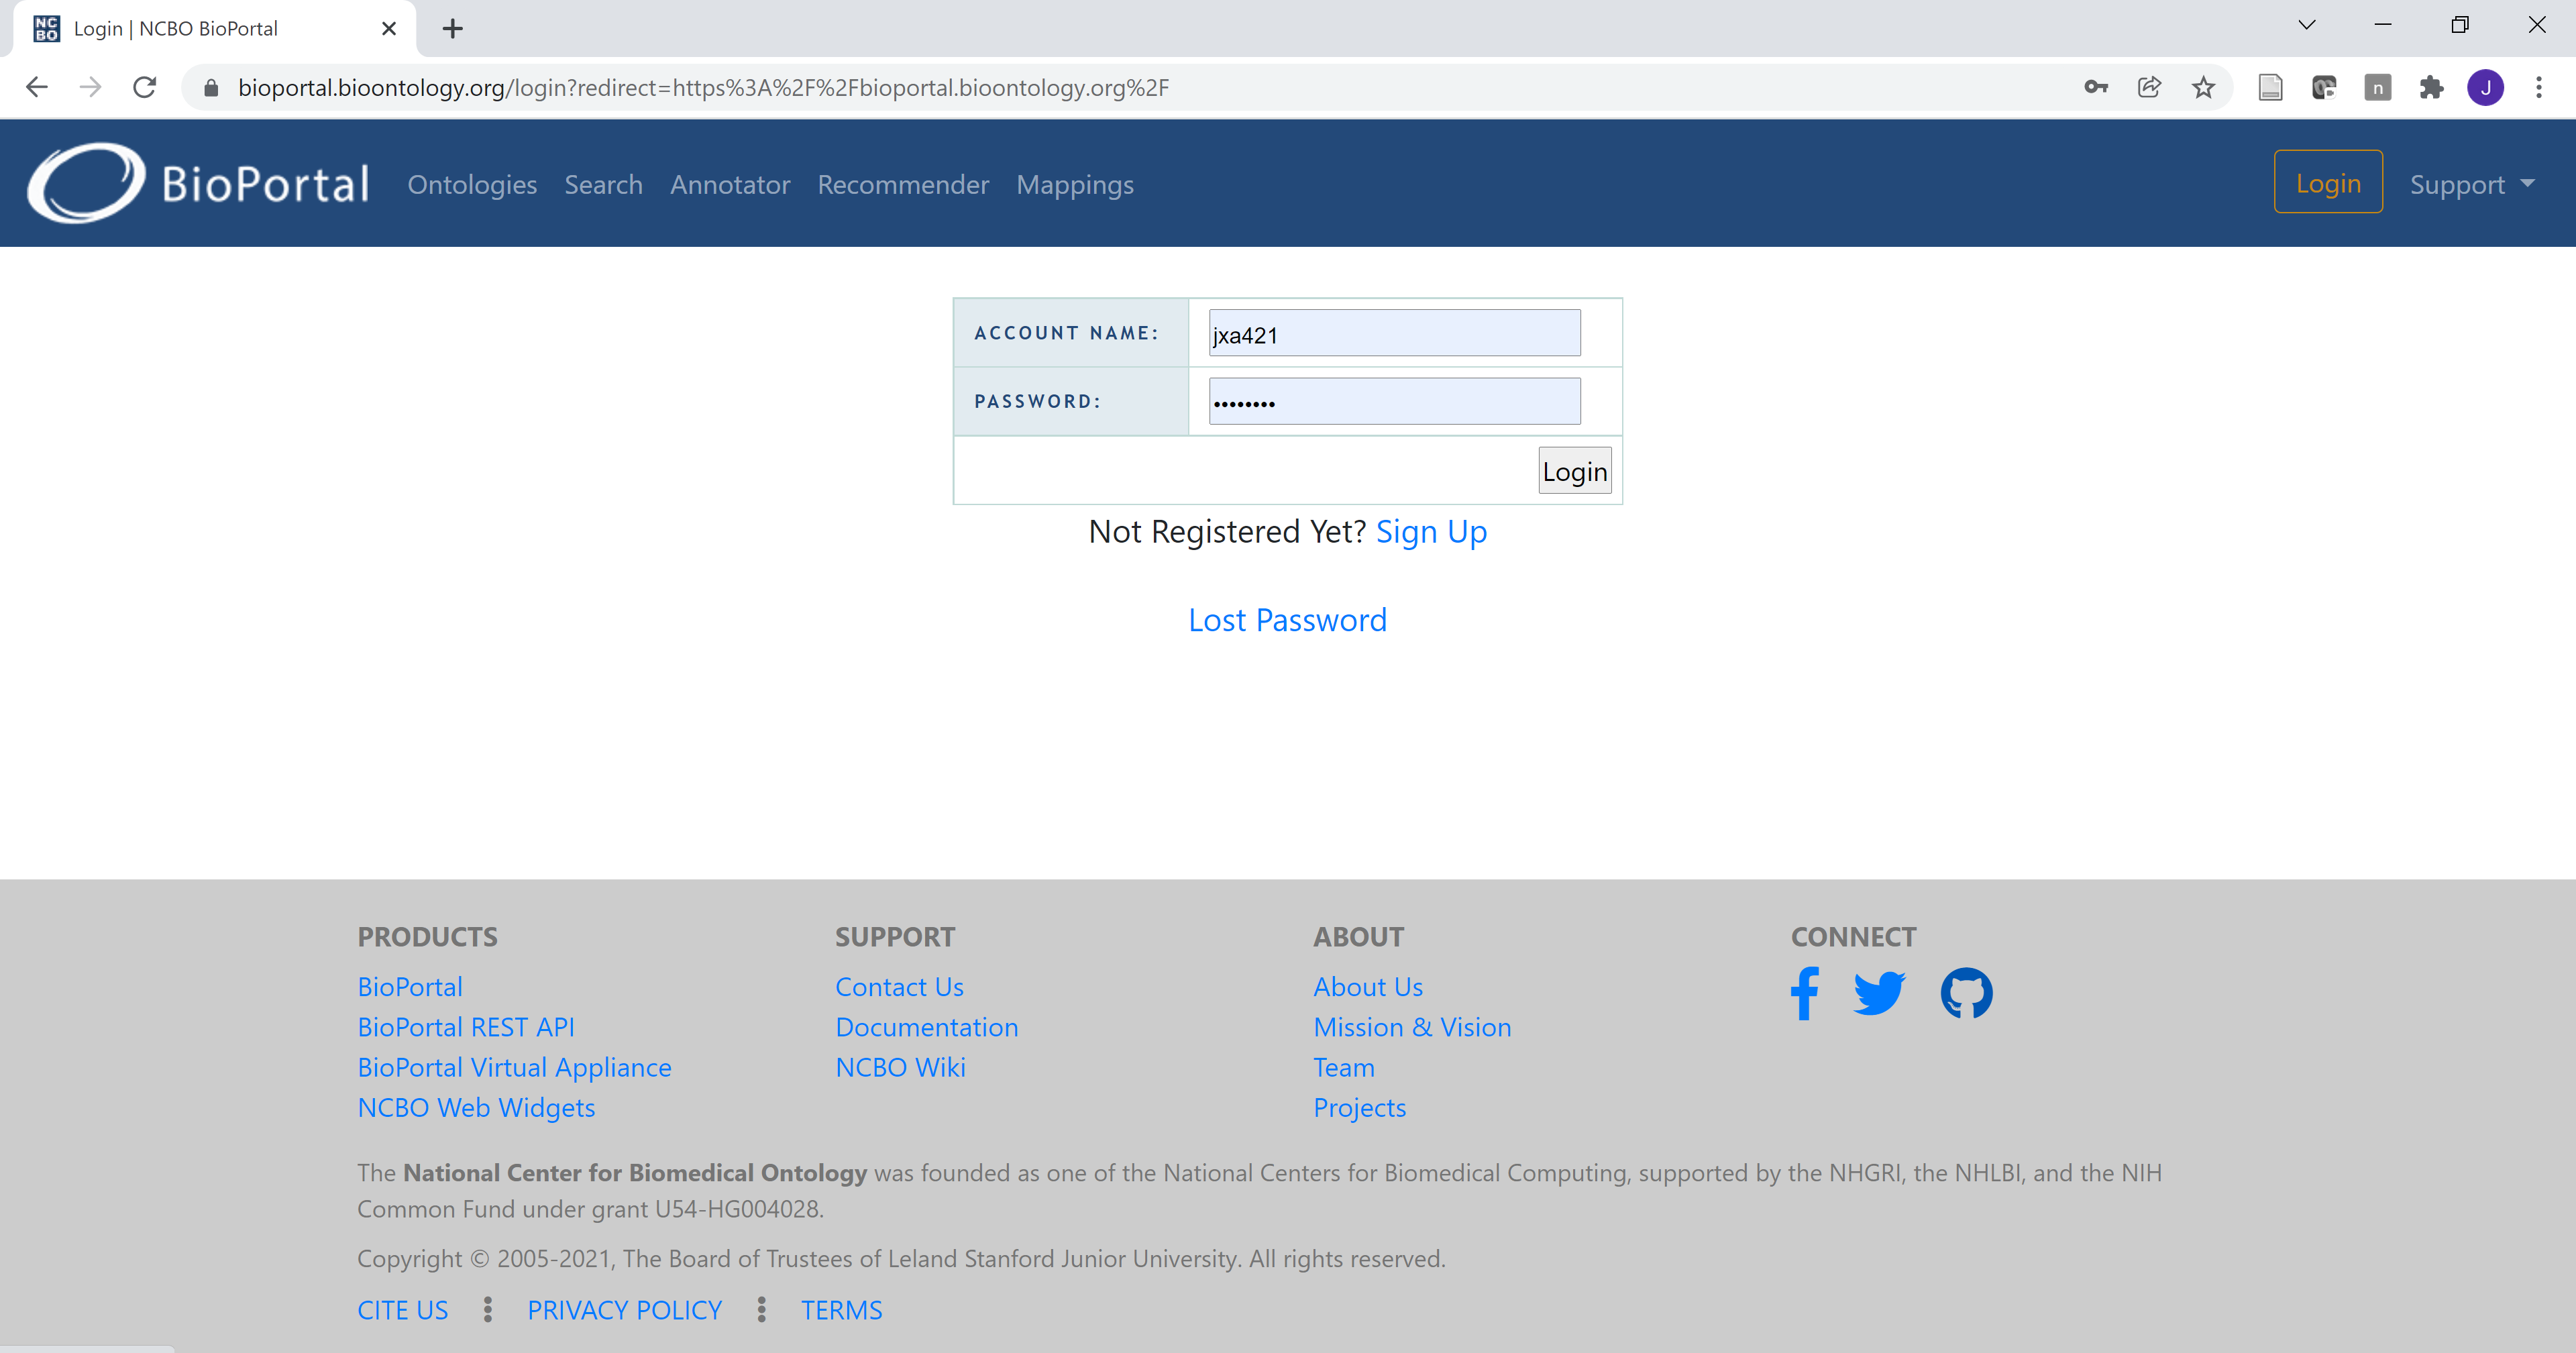 NC
BO
Login | NCBO BioPortal
bioportal.bioontology.org/login?redirect=https%3A%2F%2Fbioportal.bioontology.org%2F
n
J
BioPortal
Ontologies
Search
Annotator
Recommender
Mappings
Login
Support
ACCOUNT NAME:
jxa421
PASSWORD:
••••••••
Login
Not Registered Yet? Sign Up
Lost Password
PRODUCTS
BioPortal
BioPortal REST API
BioPortal Virtual Appliance
NCBO Web Widgets
SUPPORT
Contact Us
Documentation
NCBO Wiki
ABOUT
About Us
Mission & Vision
Team
Projects
CONNECT
The National Center for Biomedical Ontology was founded as one of the National Centers for Biomedical Computing, supported by the NHGRI, the NHLBI, and the NIH
Common Fund under grant U54-HG004028.
Copyright © 2005-2021, The Board of Trustees of Leland Stanford Junior University. All rights reserved.
CITE US
PRIVACY POLICY
TERMS